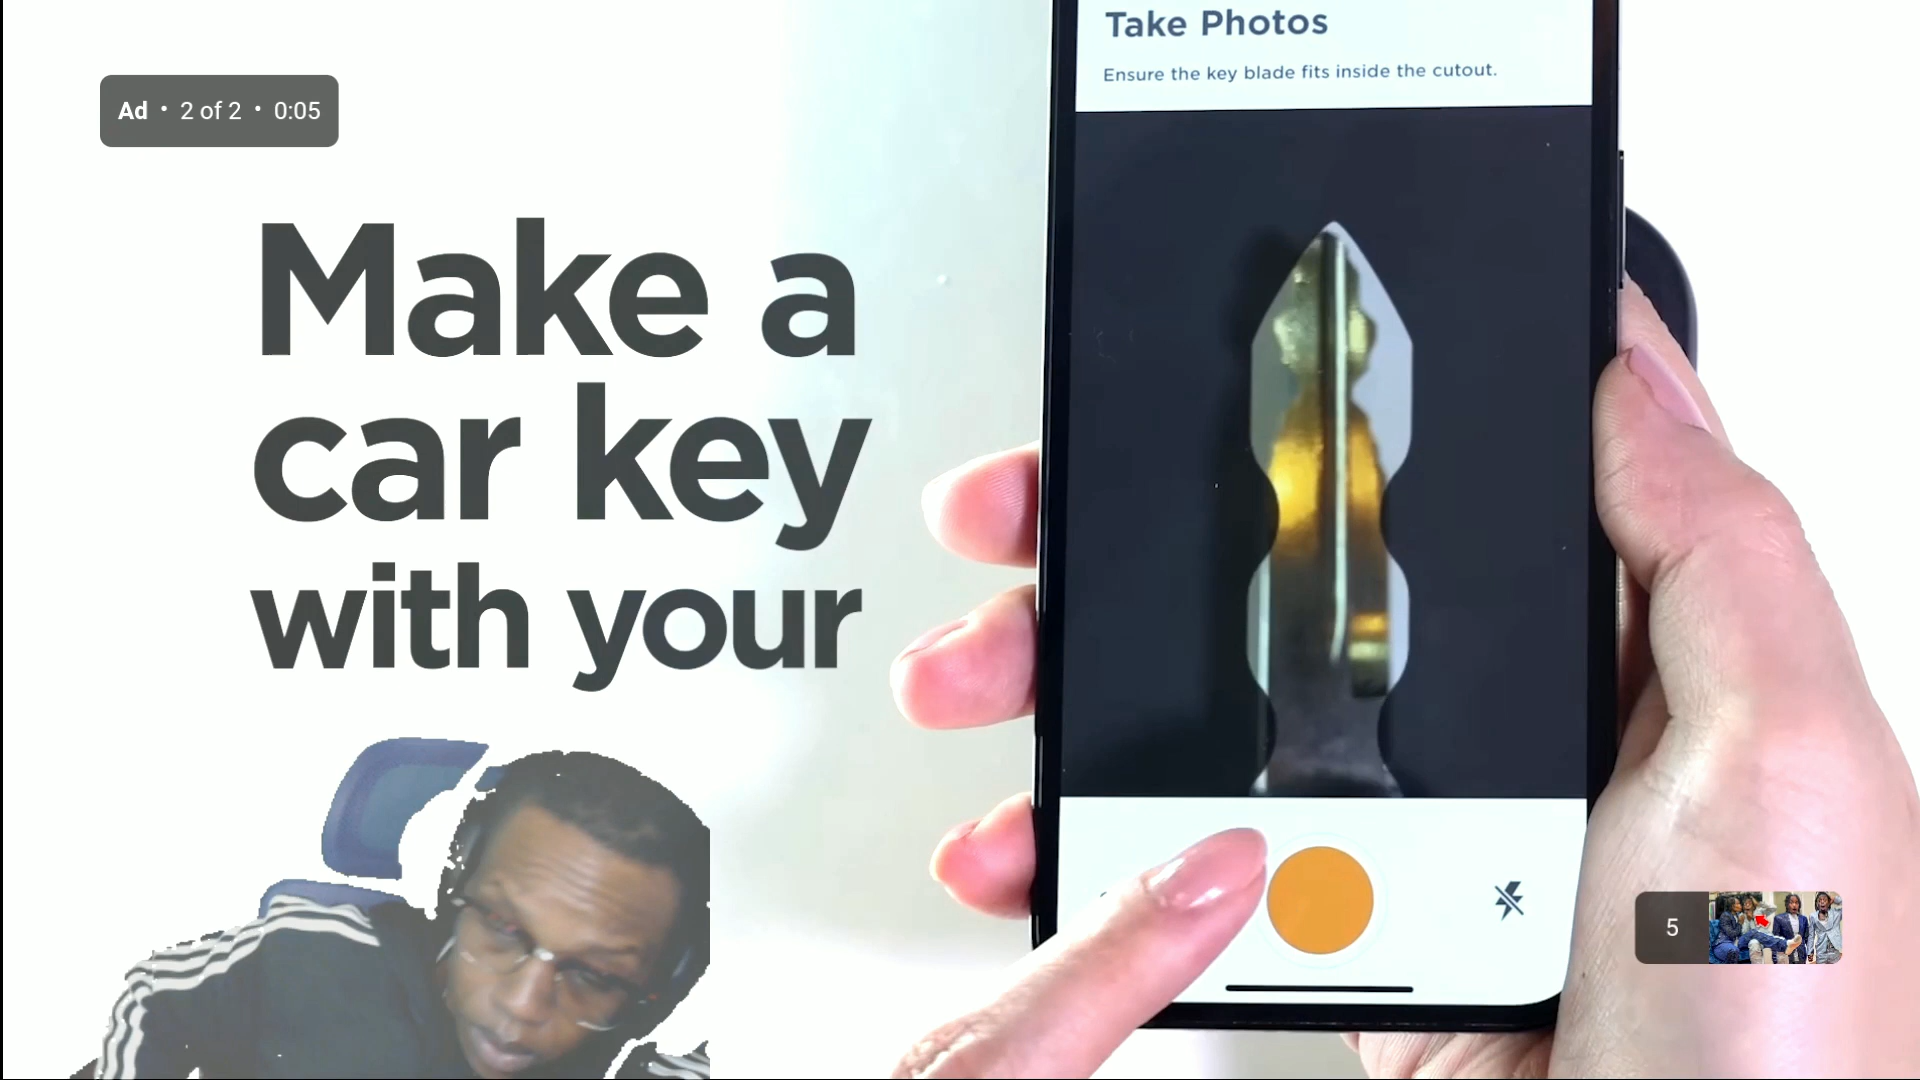 Take Photos
Ensure the key blade fits inside the cutout.
Ad • 2 of 2 • 0:05
Make a
car key
with your
5